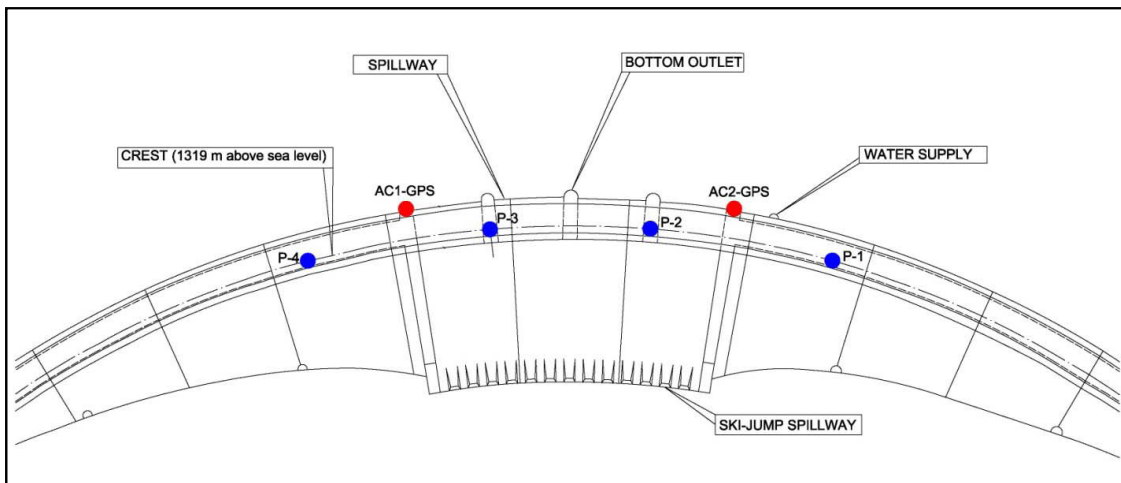 SPILLWAY
BOTTOM OUTLET
CREST (1319 m above sea level)
WATER SUPPLY
AC1-GPS
AC2-GPS
P-3
P-2
P-4
P-1
SKI-JUMP SPILLWAY